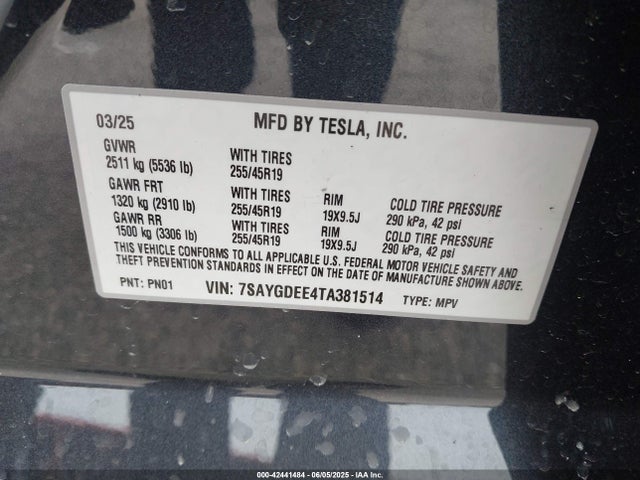 03/25 MFD BY TESLA, INC.
GVWR
2511 kg (5536 lb) WITH TIRES 255/45R19
GAWR FRT
1320 kg (2910 lb) WITH TIRES 255/45R19 RIM 19X9.5J COLD TIRE PRESSURE 290 kPa, 42 psi
GAWR RR
1500 kg (3306 lb) WITH TIRES 255/45R19 RIM 19X9.5J COLD TIRE PRESSURE 290 kPa, 42 psi
THIS VEHICLE CONFORMS TO ALL APPLICABLE U.S. FEDERAL MOTOR VEHICLE SAFETY AND
THEFT PREVENTION STANDARDS IN EFFECT ON THE DATE OF MANUFACTURE SHOWN ABOVE.
PNT: PN01 VIN: 7SAYGDEE4TA381514 TYPE: MPV
000-42441484 - 06/05/2025 - IAAI.COM